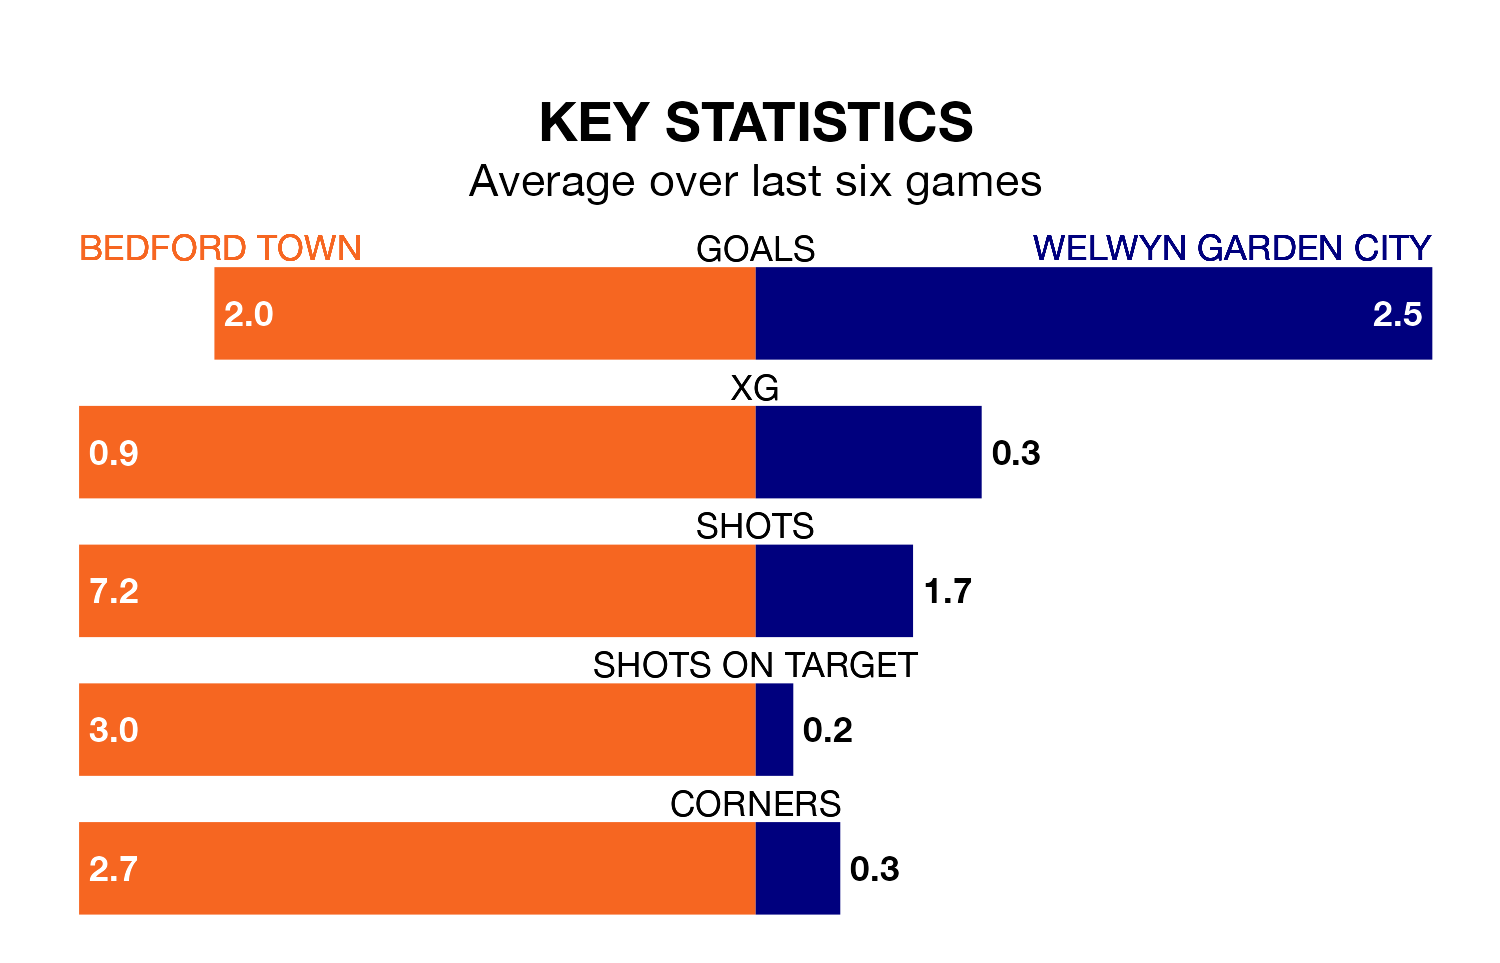 KEY STATISTICS
Average over last six games
BEDFORD TOWN GOALS WELWYN GARDEN CITY
2.0 2.5
XG
0.9 0.3
SHOTS
7.2 1.7
SHOTS ON TARGET
3.0 0.2
CORNERS
2.7 0.3